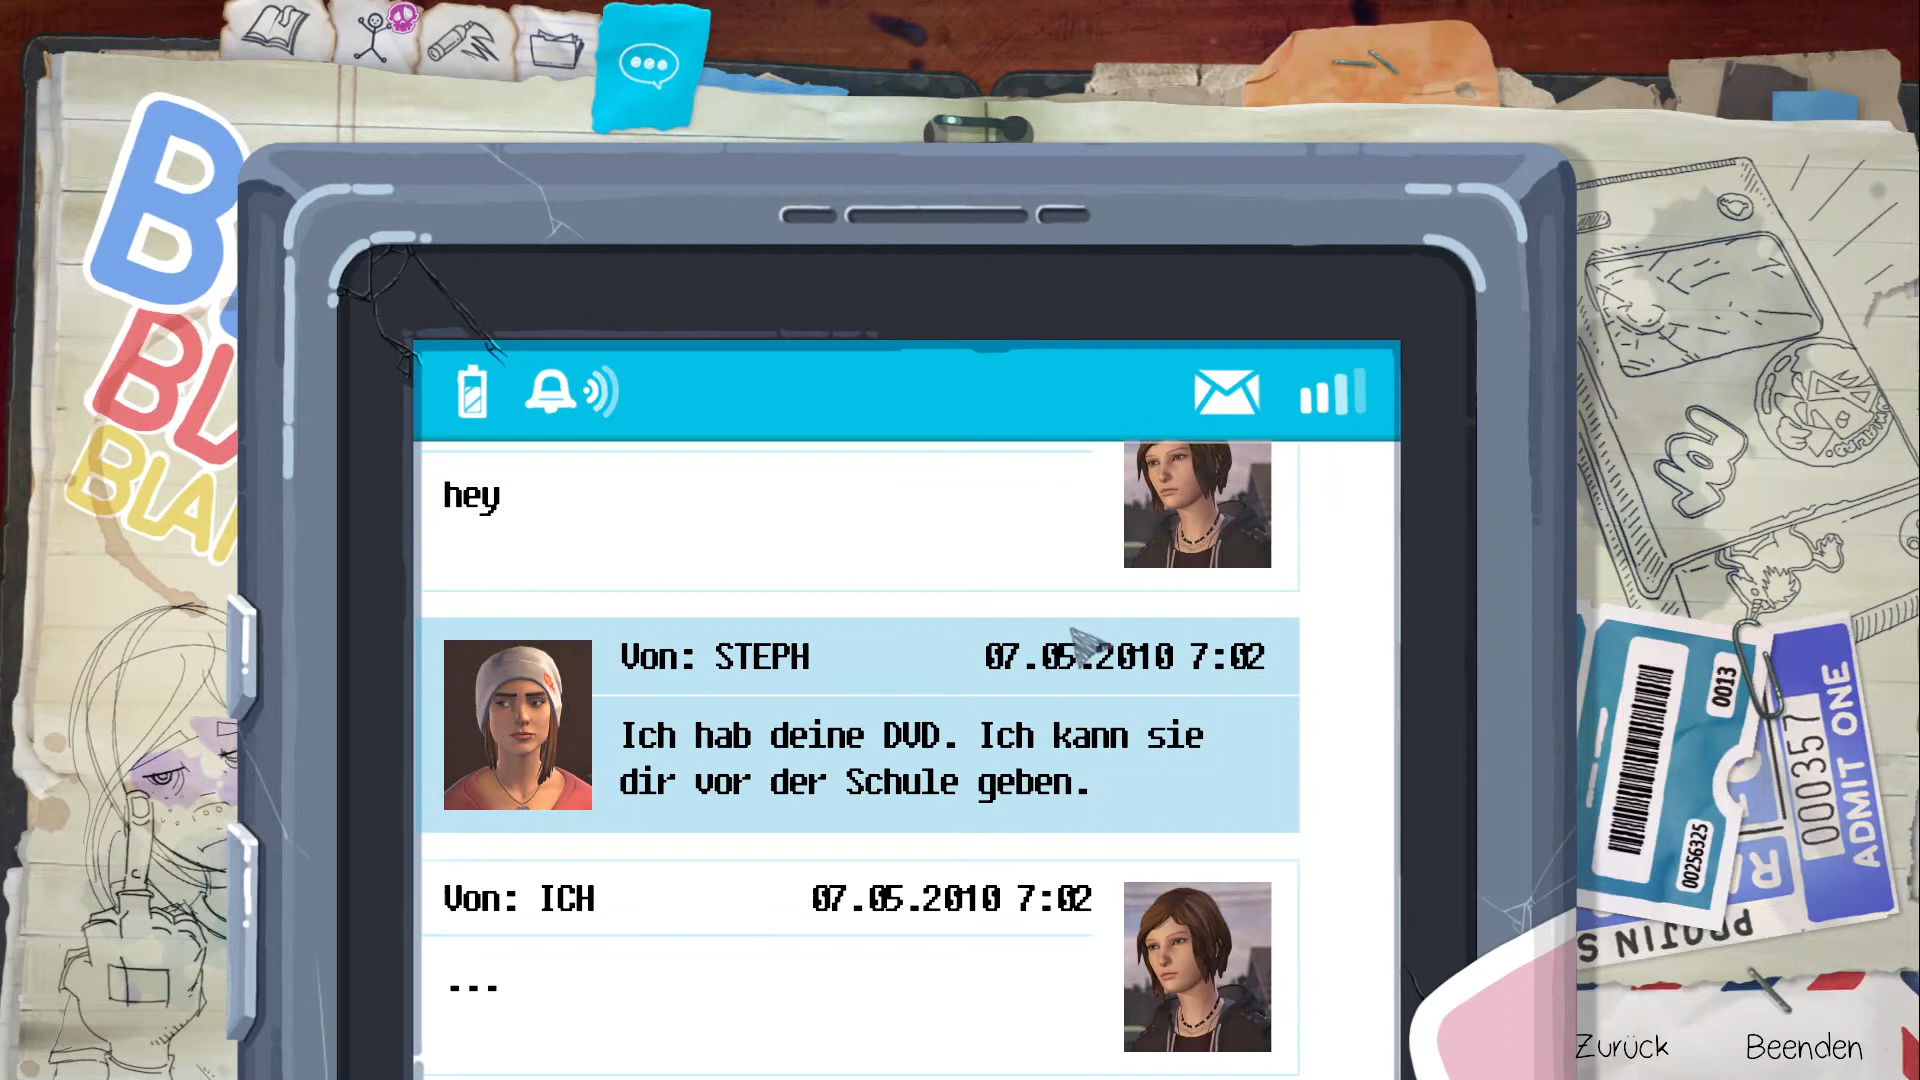 hey
Von: STEPH 07.05.2010 7:02
Ich hab deine DVD. Ich kann sie
dir vor der Schule geben.
Von: ICH 07.05.2010 7:02
...
0013
00256325
000357
ADMIT ONE
Zurück Beenden